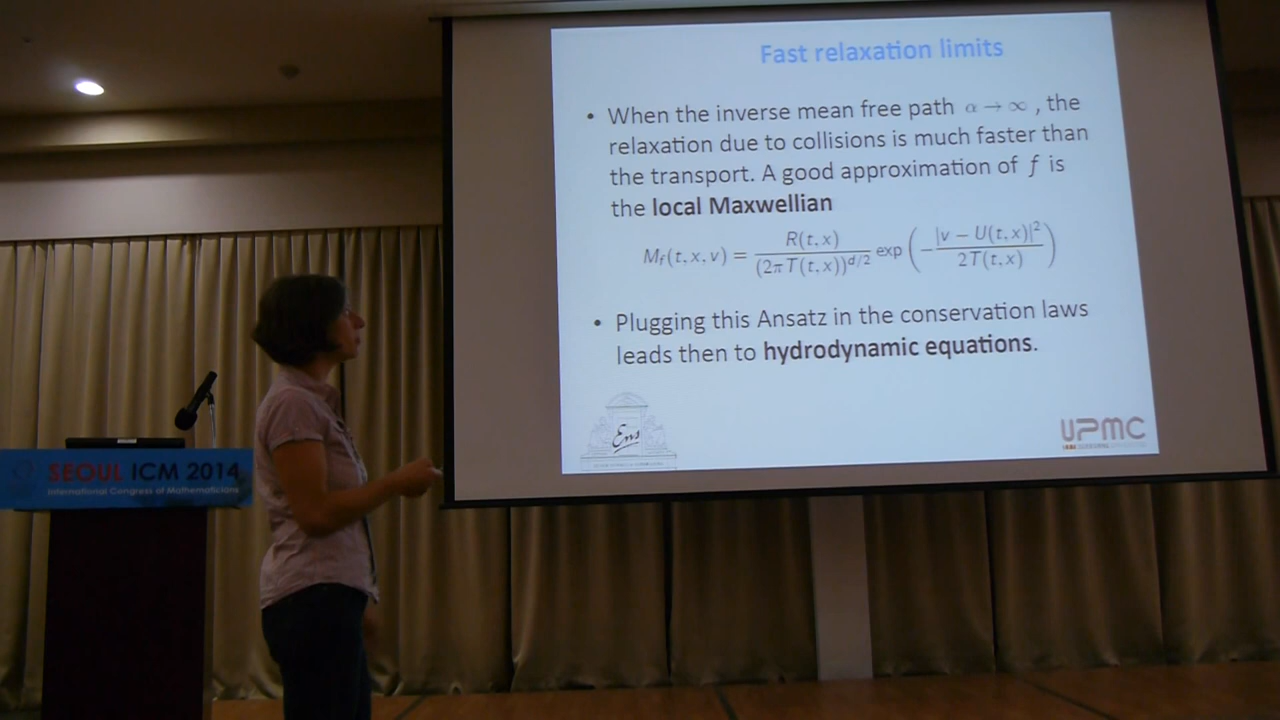 Fast relaxation limits
• When the inverse mean free path α → ∞ , the
relaxation due to collisions is much faster than
the transport. A good approximation of f is
the local Maxwellian
M_f(t, x, v) = R(t, x) / (2πT(t, x))^{d/2} exp ( − |v − U(t, x)|² / 2T(t, x) )
• Plugging this Ansatz in the conservation laws
leads then to hydrodynamic equations.
Ens
UPMC
SEOUL ICM 2014
International Congress of Mathematicians